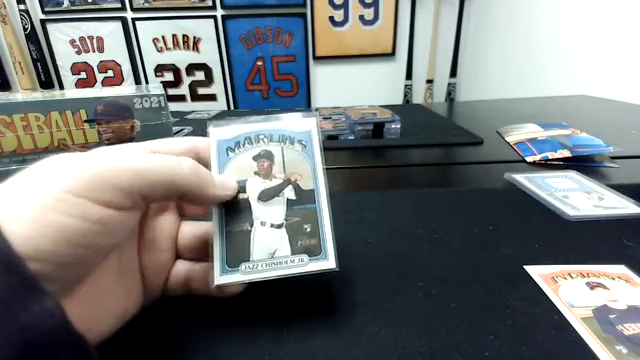 99
SOTO
22
CLARK
22
GIBSON
45
2021
SEBALL
MARLINS
JAZZ CHISHOLM JR.
INDIANS